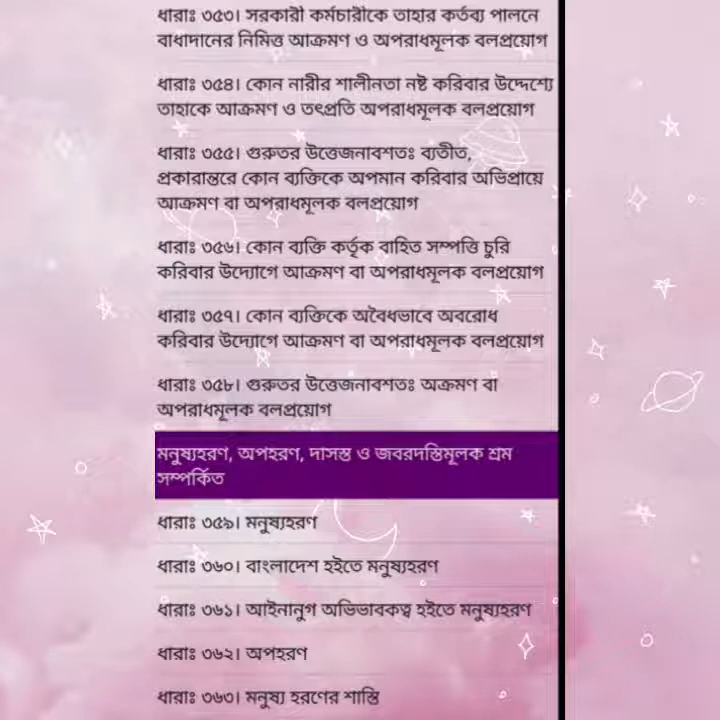 ধারাঃ ৩৫৩। সরকারী কর্মচারীকে তাহার কর্তব্য পালনে
বাধাদানের নিমিত্ত আক্রমণ ও অপরাধমূলক বলপ্রয়োগ
ধারাঃ ৩৫৪। কোন নারীর শালীনতা নষ্ট করিবার উদ্দেশ্যে
তাহাকে আক্রমণ ও তৎপ্রতি অপরাধমূলক বলপ্রয়োগ
ধারাঃ ৩৫৫। গুরুতর উত্তেজনাবশতঃ ব্যতীত,
প্রকারান্তরে কোন ব্যক্তিকে অপমান করিবার অভিপ্রায়ে
আক্রমণ বা অপরাধমূলক বলপ্রয়োগ
ধারাঃ ৩৫৬। কোন ব্যক্তি কর্তৃক বাহিত সম্পত্তি চুরি
করিবার উদ্যোগে আক্রমণ বা অপরাধমূলক বলপ্রয়োগ
ধারাঃ ৩৫৭। কোন ব্যক্তিকে অবৈধভাবে অবরোধ
করিবার উদ্যোগে আক্রমণ বা অপরাধমূলক বলপ্রয়োগ
ধারাঃ ৩৫৮। গুরুতর উত্তেজনাবশতঃ অক্রমণ বা
অপরাধমূলক বলপ্রয়োগ
মনুষ্যহরণ, অপহরণ, দাসত্ত ও জবরদস্তিমূলক শ্রম
সম্পর্কিত
ধারাঃ ৩৫৯। মনুষ্যহরণ
ধারাঃ ৩৬০। বাংলাদেশ হইতে মনুষ্যহরণ
ধারাঃ ৩৬১। আইনানুগ অভিভাবকত্ব হইতে মনুষ্যহরণ
ধারাঃ ৩৬২। অপহরণ
ধারাঃ ৩৬৩। মনুষ্য হরণের শাস্তি